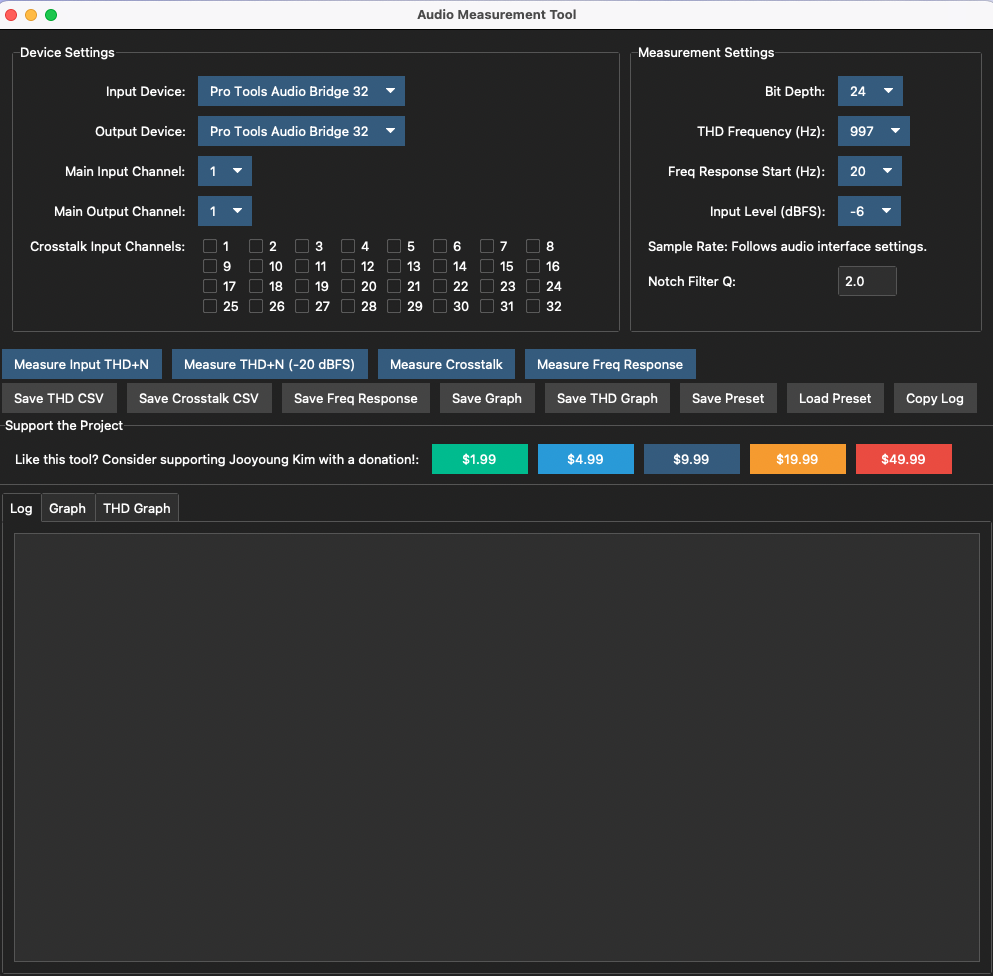 Audio Measurement Tool
Device Settings
Input Device: Pro Tools Audio Bridge 32
Output Device: Pro Tools Audio Bridge 32
Main Input Channel: 1
Main Output Channel: 1
Crosstalk Input Channels: 1 2 3 4 5 6 7 8
9 10 11 12 13 14 15 16
17 18 19 20 21 22 23 24
25 26 27 28 29 30 31 32
Measurement Settings
Bit Depth: 24
THD Frequency (Hz): 997
Freq Response Start (Hz): 20
Input Level (dBFS): -6
Sample Rate: Follows audio interface settings.
Notch Filter Q: 2.0
Measure Input THD+N Measure THD+N (-20 dBFS) Measure Crosstalk Measure Freq Response
Save THD CSV Save Crosstalk CSV Save Freq Response Save Graph Save THD Graph Save Preset Load Preset Copy Log
Support the Project
Like this tool? Consider supporting Jooyoung Kim with a donation!: $1.99 $4.99 $9.99 $19.99 $49.99
Log Graph THD Graph